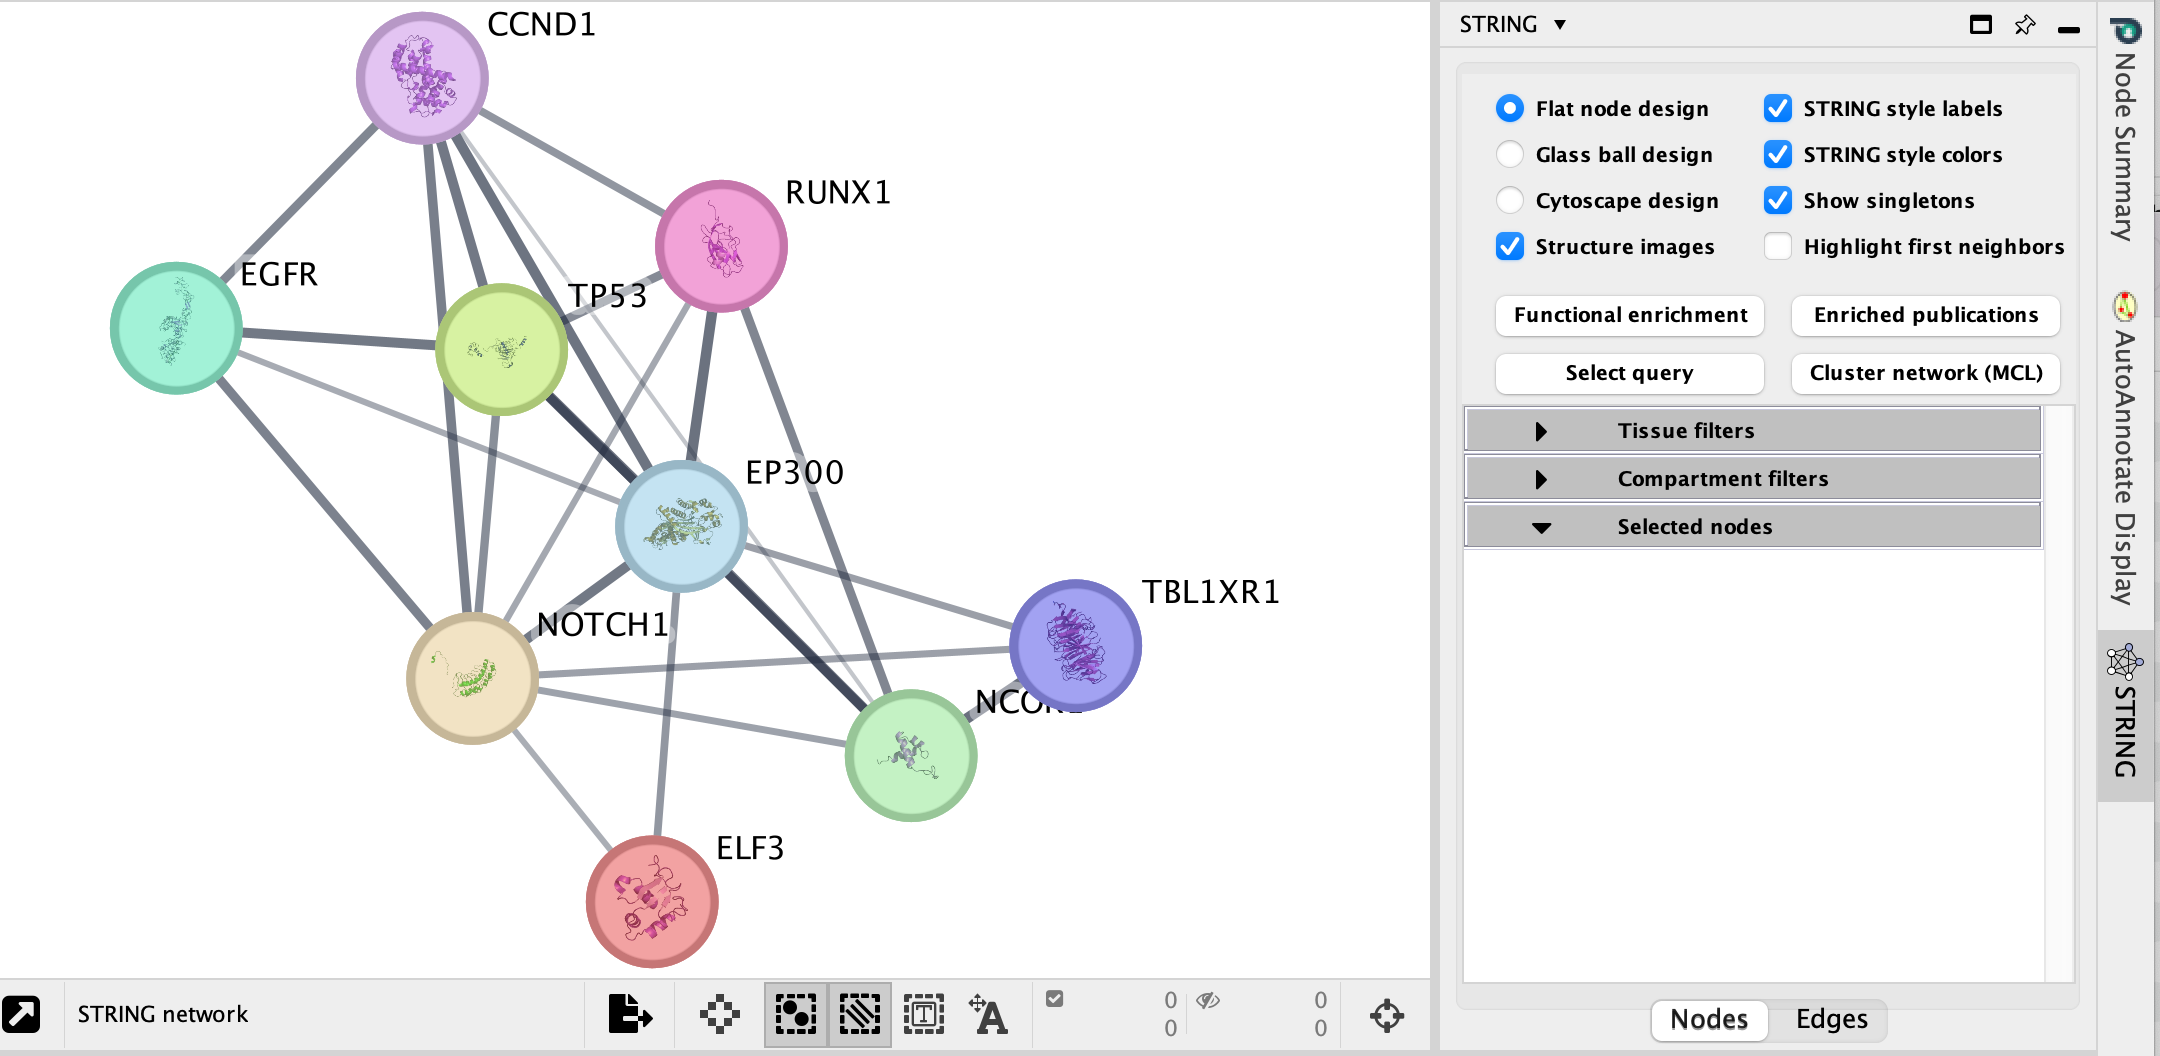 CCND1
RUNX1
EGFR
TP53
EP300
TBL1XR1
NOTCH1
ELF3
STRING network
0
0
0
0
STRING
Flat node design
STRING style labels
Glass ball design
STRING style colors
Cytoscape design
Show singletons
Structure images
Highlight first neighbors
Functional enrichment
Enriched publications
Select query
Cluster network (MCL)
Tissue filters
Compartment filters
Selected nodes
Nodes
Edges
Node Summary
AutoAnnotate Display
STRING